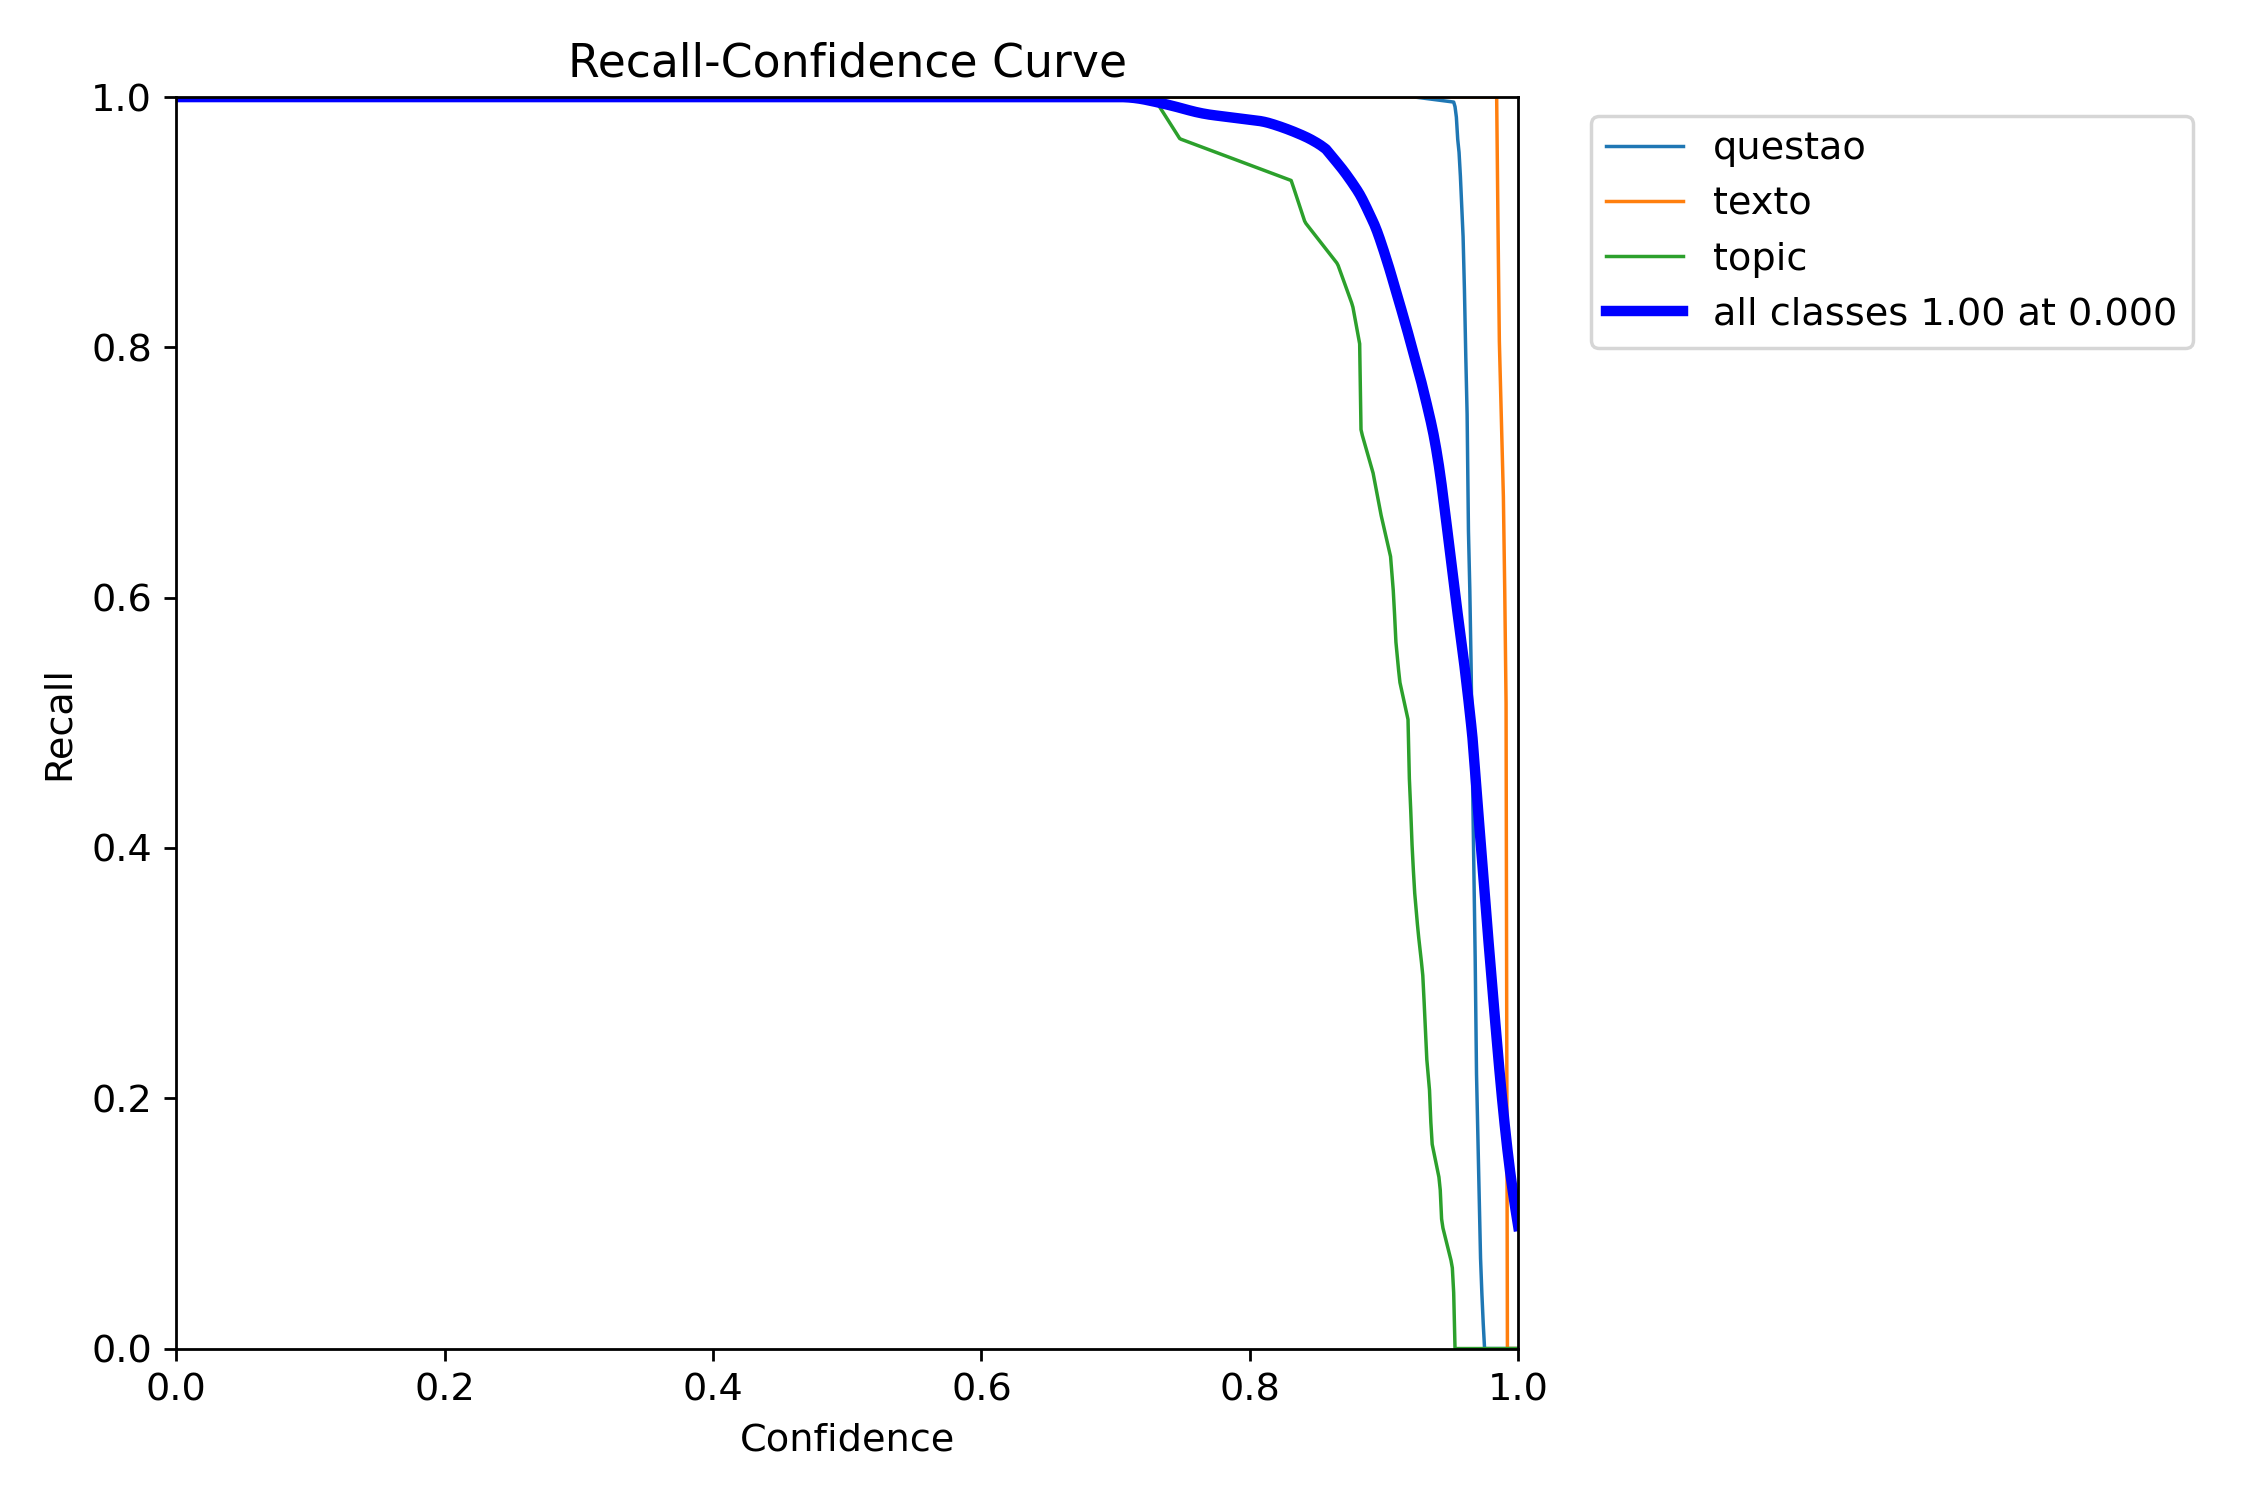 Recall-Confidence Curve
1.0
0.8
0.6
0.4
0.2
0.0
Recall
0.0 0.2 0.4 0.6 0.8 1.0
Confidence
questao
texto
topic
all classes 1.00 at 0.000